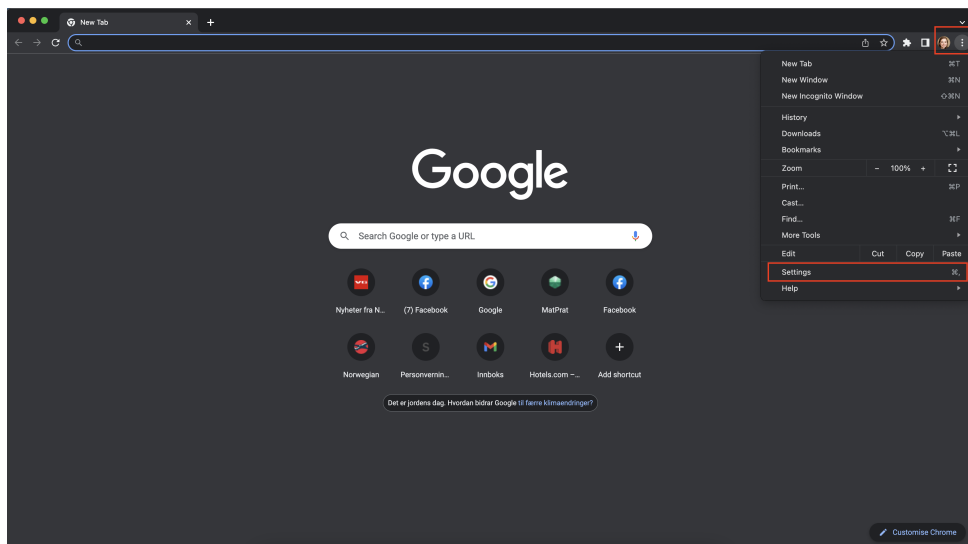 New Tab
New Tab ⌘T
New Window ⌘N
New Incognito Window ⇧⌘N
History
Downloads ⌥⌘L
Bookmarks
Zoom – 100% +
Print... ⌘P
Cast...
Find... ⌘F
More Tools
Edit Cut Copy Paste
Settings ⌘,
Help
Google
Search Google or type a URL
Nyheter fra N... (7) Facebook Google MatPrat Facebook
S
Norwegian Personvernin... Innboks Hotels.com –... Add shortcut
Det er jordens dag. Hvordan bidrar Google til færre klimaendringer?
Customise Chrome